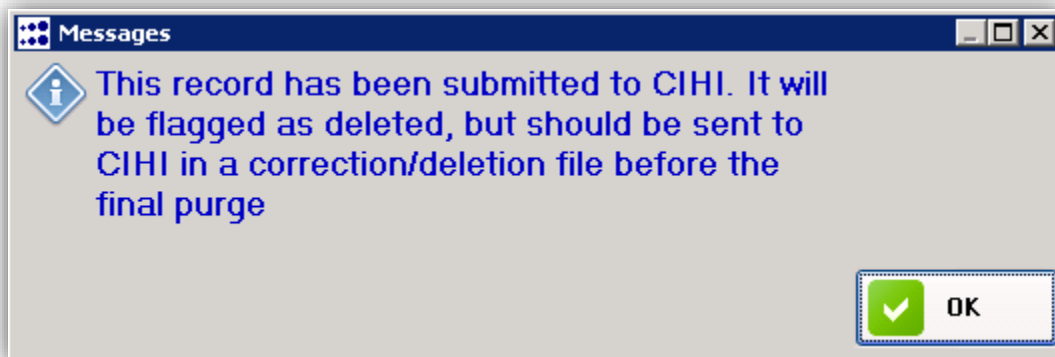 Messages
This record has been submitted to CIHI. It will
be flagged as deleted, but should be sent to
CIHI in a correction/deletion file before the
final purge
OK